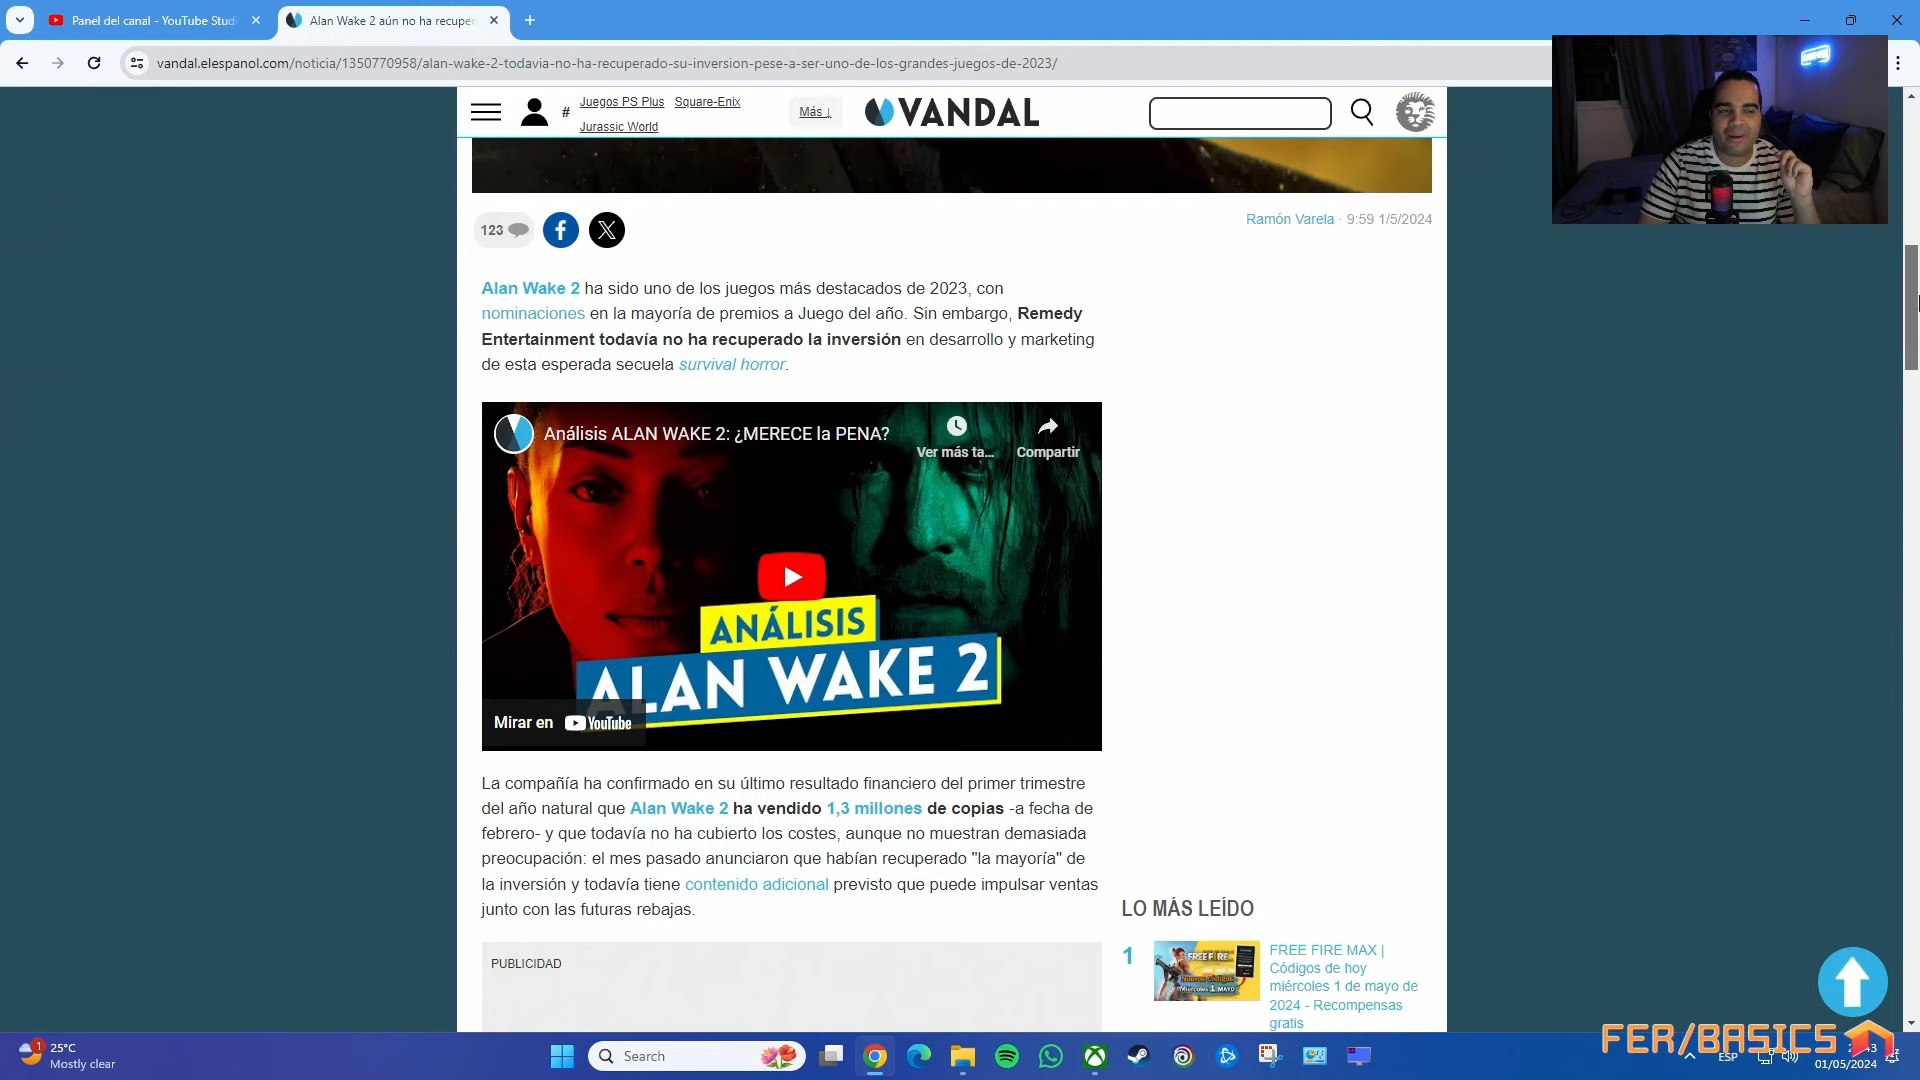 Panel del canal - YouTube Studi
Alan Wake 2 aún no ha recuper
vandal.elespanol.com/noticia/1350770958/alan-wake-2-todavia-no-ha-recuperado-su-inversion-pese-a-ser-uno-de-los-grandes-juegos-de-2023/
# Juegos PS Plus Square-Enix
Jurassic World
Más ↓
VANDAL
123
Ramón Varela · 9:59 1/5/2024
Alan Wake 2 ha sido uno de los juegos más destacados de 2023, con
nominaciones en la mayoría de premios a Juego del año. Sin embargo, Remedy
Entertainment todavía no ha recuperado la inversión en desarrollo y marketing
de esta esperada secuela survival horror.
Análisis ALAN WAKE 2: ¿MERECE la PENA?
Ver más ta...
Compartir
ANÁLISIS
ALAN WAKE 2
Mirar en YouTube
La compañía ha confirmado en su último resultado financiero del primer trimestre
del año natural que Alan Wake 2 ha vendido 1,3 millones de copias -a fecha de
febrero- y que todavía no ha cubierto los costes, aunque no muestran demasiada
preocupación: el mes pasado anunciaron que habían recuperado "la mayoría" de
la inversión y todavía tiene contenido adicional previsto que puede impulsar ventas
junto con las futuras rebajas.
PUBLICIDAD
LO MÁS LEÍDO
1
FREE FIRE
Nuevos Códigos
Miércoles 1 MAYO
FREE FIRE MAX |
Códigos de hoy
miércoles 1 de mayo de
2024 - Recompensas
gratis
FER/BASICS
1
25°C
Mostly clear
Search
ESP
01/05/2024